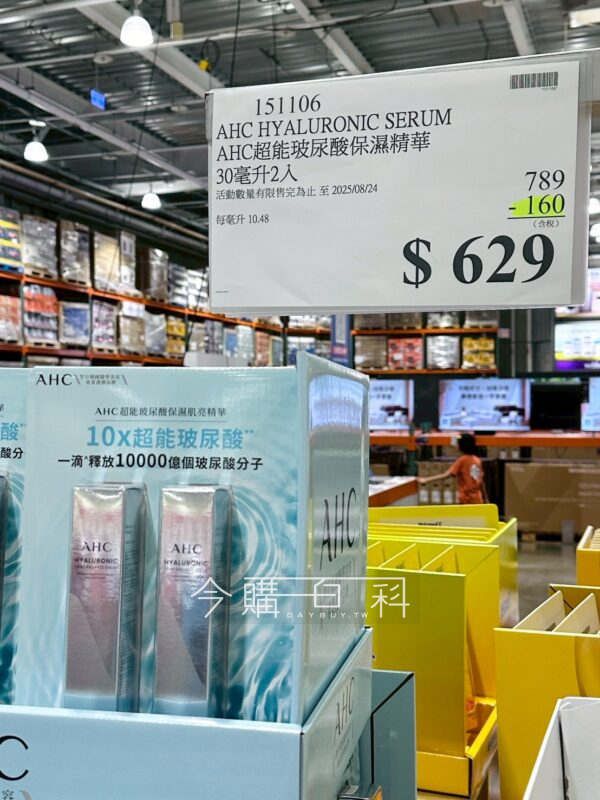 151106
AHC HYALURONIC SERUM
AHC超能玻尿酸保濕精華
30毫升2入
活動數量有限售完為止 至 2025/08/24
789
- 160
(含稅)
每毫升 10.48
$ 629
AHC
AHC超能玻尿酸保濕肌亮精華
10x超能玻尿酸**
一滴^釋放10000億個玻尿酸分子
酸**
分子
AHC
HYALURONIC
AHC
HYALURONIC
AHC
今購百科
DAYBUY.TW
AHC
C